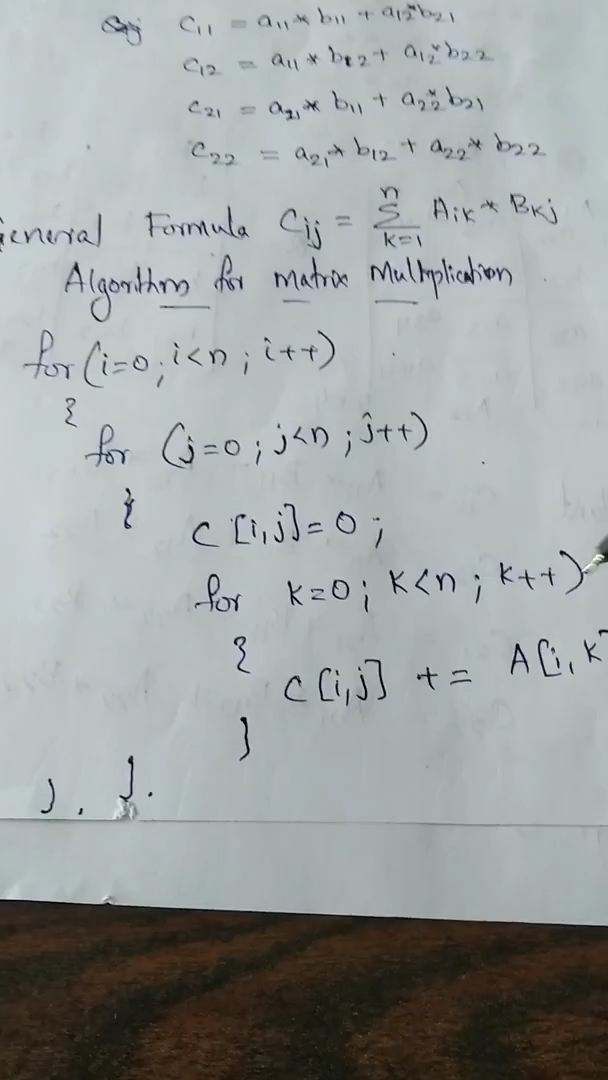 C11 = a11 * b11 + a12 * b21
C12 = a11 * b12 + a12 * b22
C21 = a21 * b11 + a22 * b21
C22 = a21 * b12 + a22 * b22
eneral Formula Cij = n Σ k=1 Aik * Bkj
Algorithm for matrix Multiplication
for (i=0; i<n; i++)
{
for (j=0; j<n; j++)
{ C[i,j]=0;
for k=0; k<n; k++)
{
C[i,j] += A[i,k]
}
}. }.